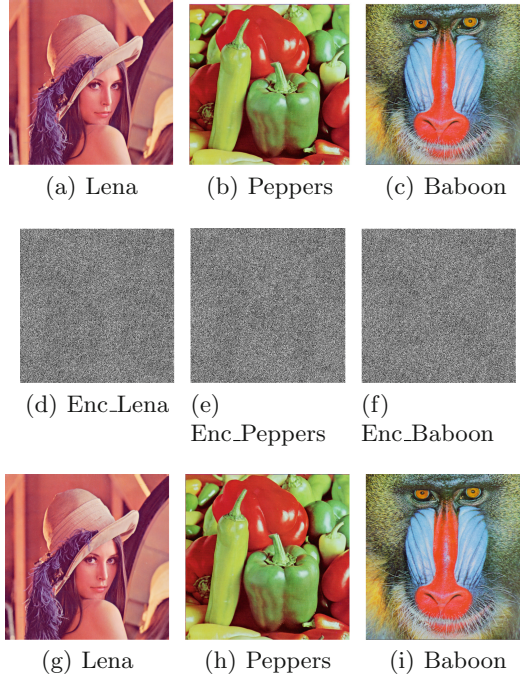 (a) Lena
(b) Peppers
(c) Baboon
(d) Enc_Lena
(e)
Enc_Peppers
(f)
Enc_Baboon
(g) Lena
(h) Peppers
(i) Baboon